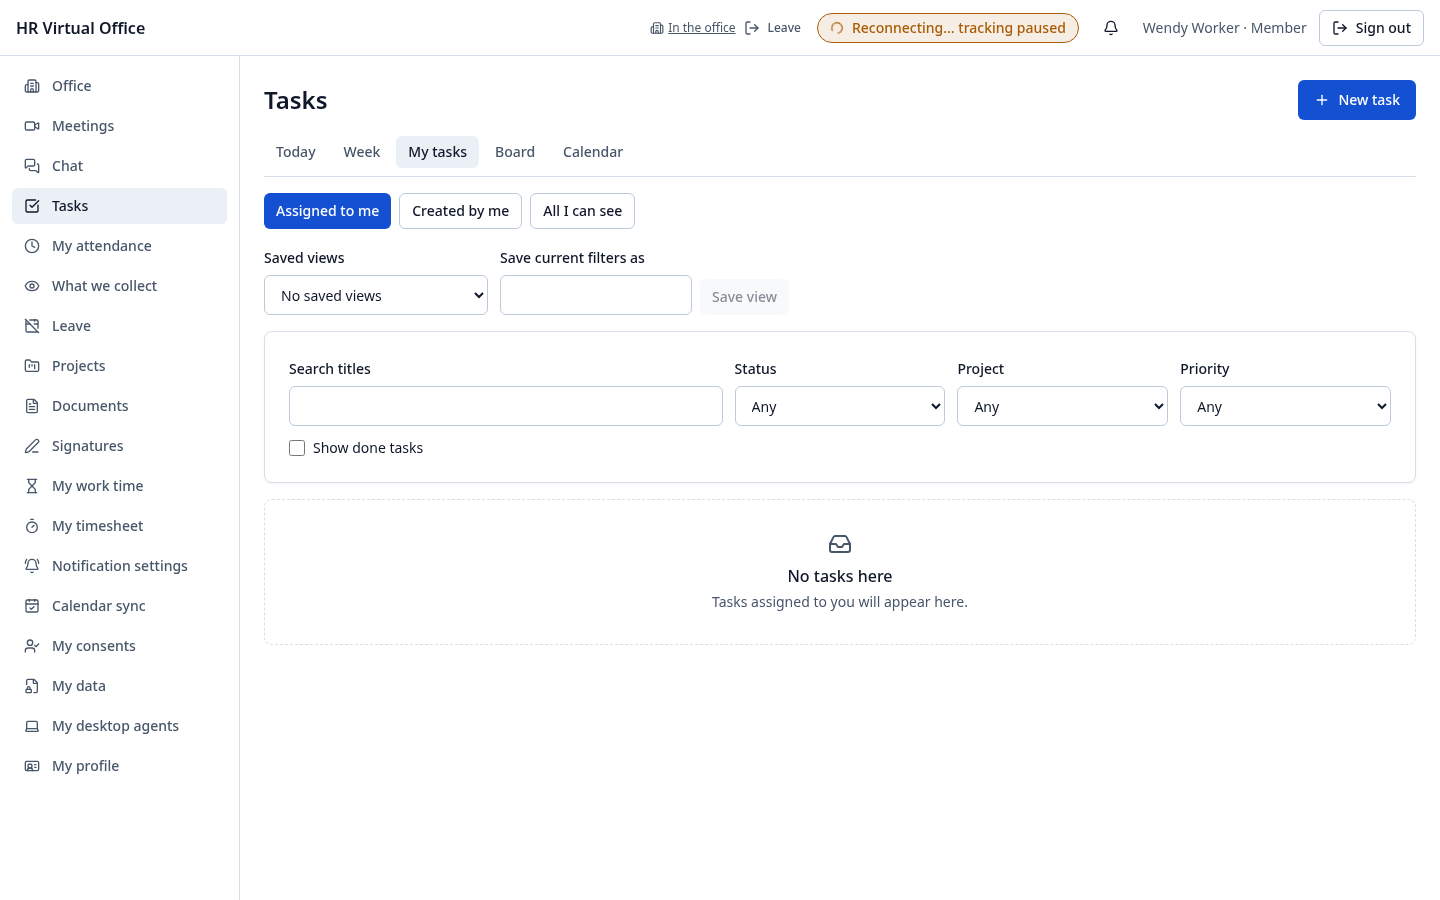 HR Virtual Office
In the office
Leave
Reconnecting... tracking paused
Wendy Worker · Member
Sign out
Office
Meetings
Chat
Tasks
My attendance
What we collect
Leave
Projects
Documents
Signatures
My work time
My timesheet
Notification settings
Calendar sync
My consents
My data
My desktop agents
My profile
Tasks
New task
Today
Week
My tasks
Board
Calendar
Assigned to me
Created by me
All I can see
Saved views
Save current filters as
No saved views
Save view
Search titles
Status
Project
Priority
Any
Any
Any
Show done tasks
No tasks here
Tasks assigned to you will appear here.